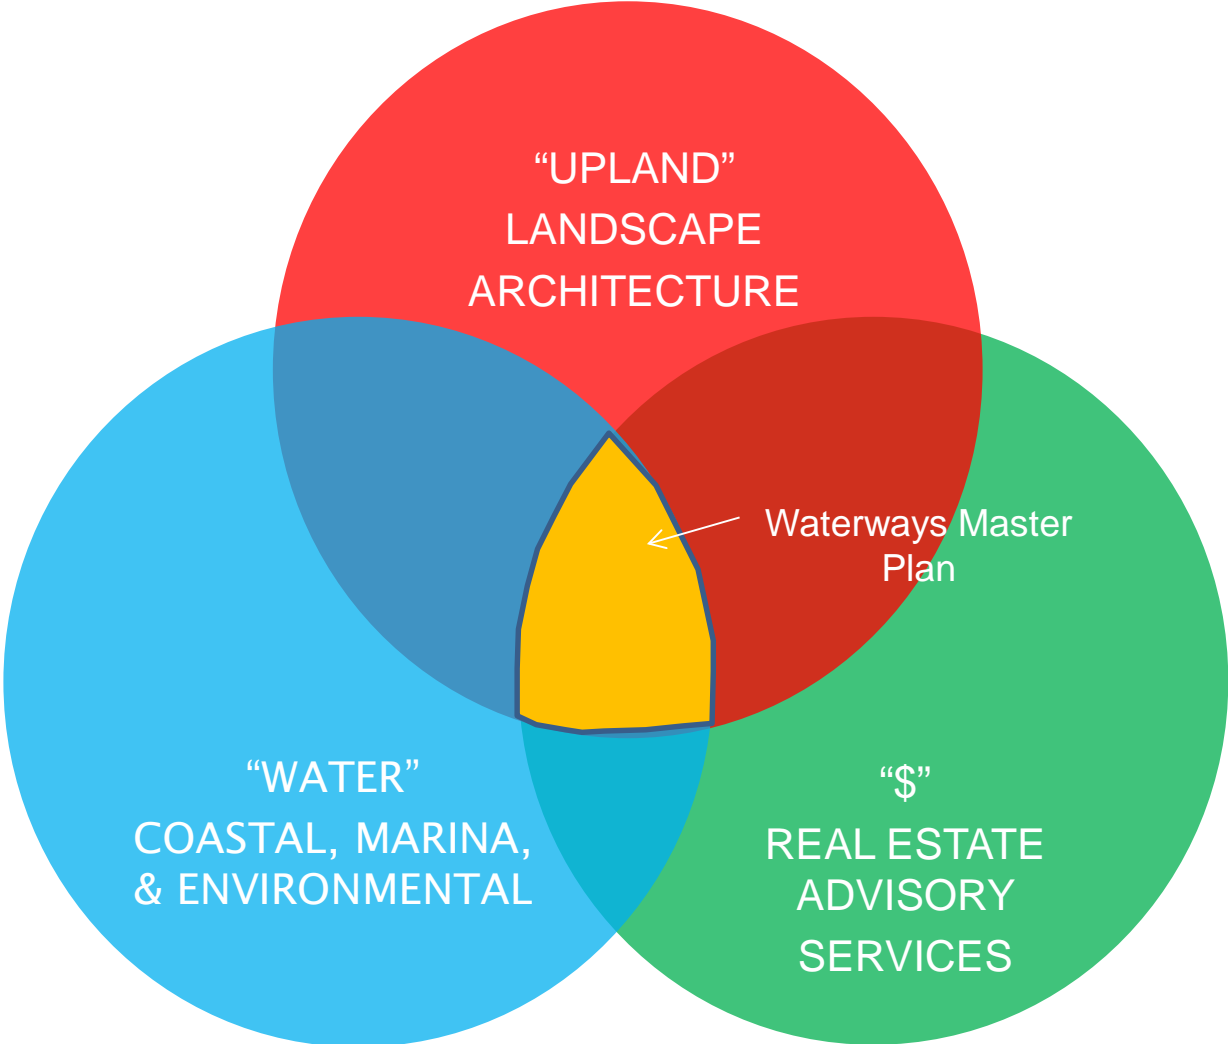 “UPLAND”
LANDSCAPE
ARCHITECTURE
Waterways Master
Plan
“WATER”
COASTAL, MARINA,
& ENVIRONMENTAL
“$”
REAL ESTATE
ADVISORY
SERVICES